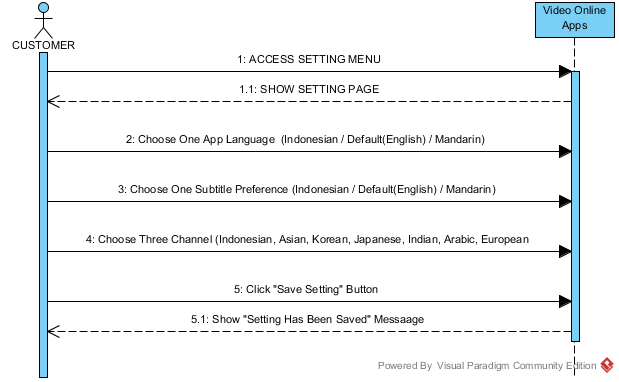 Video Online
Apps
CUSTOMER
1: ACCESS SETTING MENU
1.1: SHOW SETTING PAGE
2: Choose One App Language  (Indonesian / Default(English) / Mandarin)
3: Choose One Subtitle Preference (Indonesian / Default(English) / Mandarin)
4: Choose Three Channel (Indonesian, Asian, Korean, Japanese, Indian, Arabic, European
5: Click "Save Setting" Button
5.1: Show "Setting Has Been Saved" Messaage
Powered By Visual Paradigm Community Edition